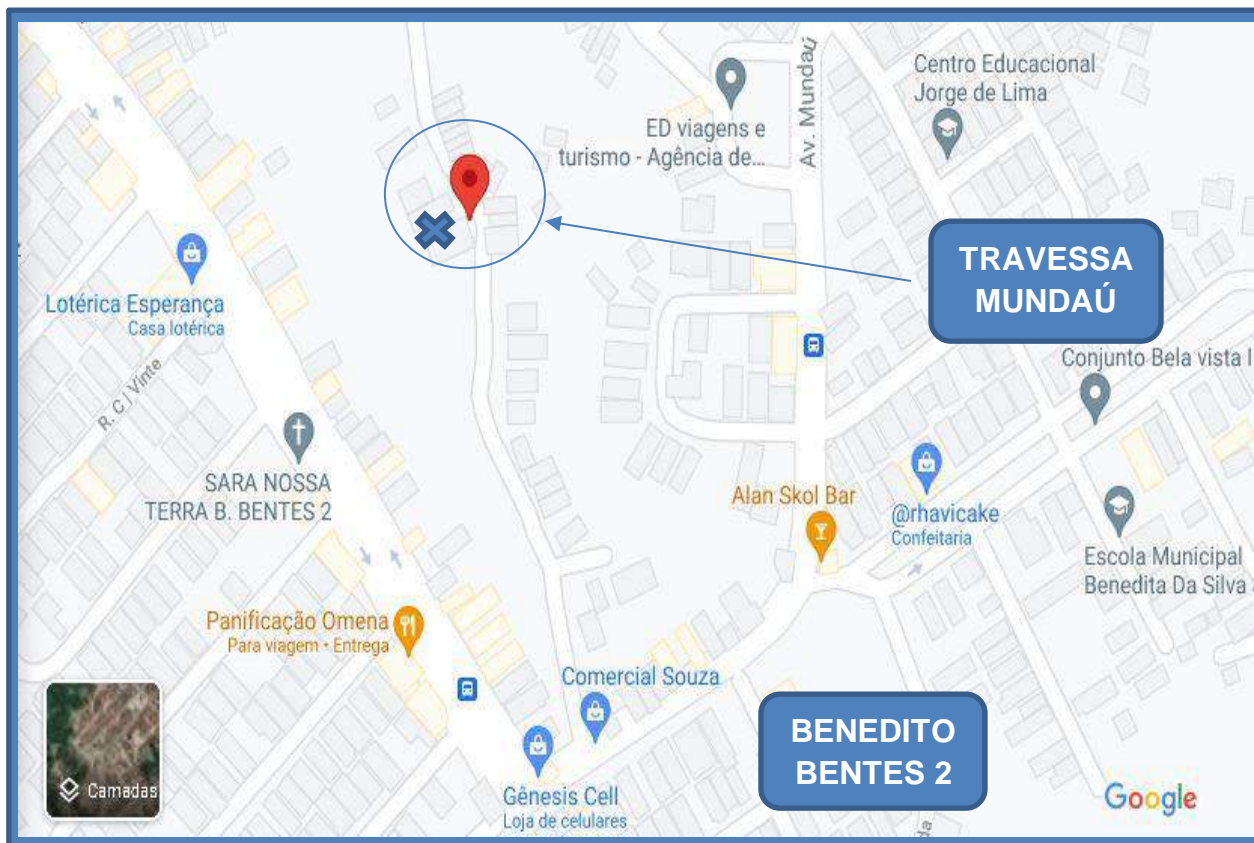 Av. Mundaú
Centro Educacional
Jorge de Lima
ED viagens e
turismo - Agência de...
TRAVESSA
MUNDAÚ
Lotérica Esperança
Casa lotérica
R. C J Vinte
Conjunto Bela vista I
SARA NOSSA
TERRA B. BENTES 2
Alan Skol Bar
@rhavicake
Confeitaria
Escola Municipal
Benedita Da Silva
Panificação Omena
Para viagem • Entrega
Comercial Souza
BENEDITO
BENTES 2
Camadas
Gênesis Cell
Loja de celulares
Google